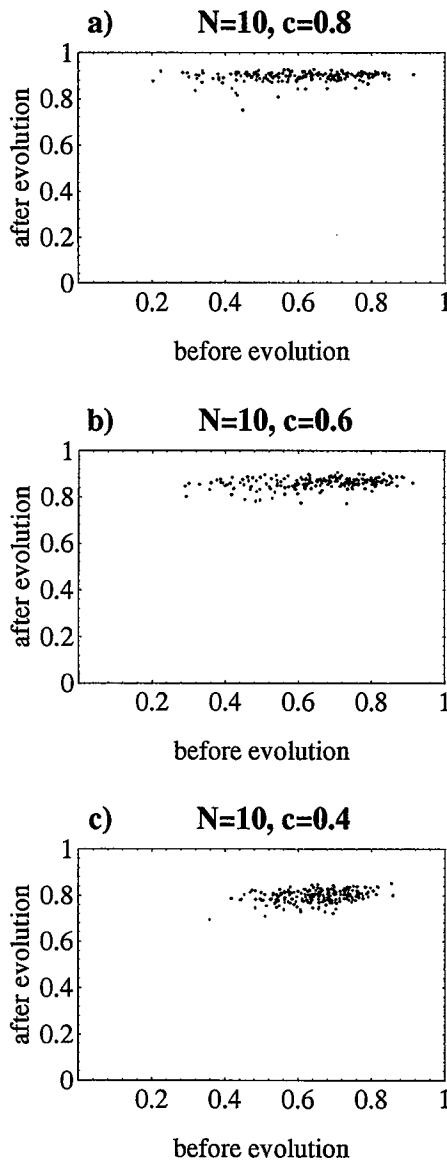 a) N=10, c=0.8
1
0.8
0.6
0.4
0.2
0
after evolution
0.2 0.4 0.6 0.8 1
before evolution
b) N=10, c=0.6
1
0.8
0.6
0.4
0.2
0
after evolution
0.2 0.4 0.6 0.8 1
before evolution
c) N=10, c=0.4
1
0.8
0.6
0.4
0.2
0
after evolution
0.2 0.4 0.6 0.8 1
before evolution